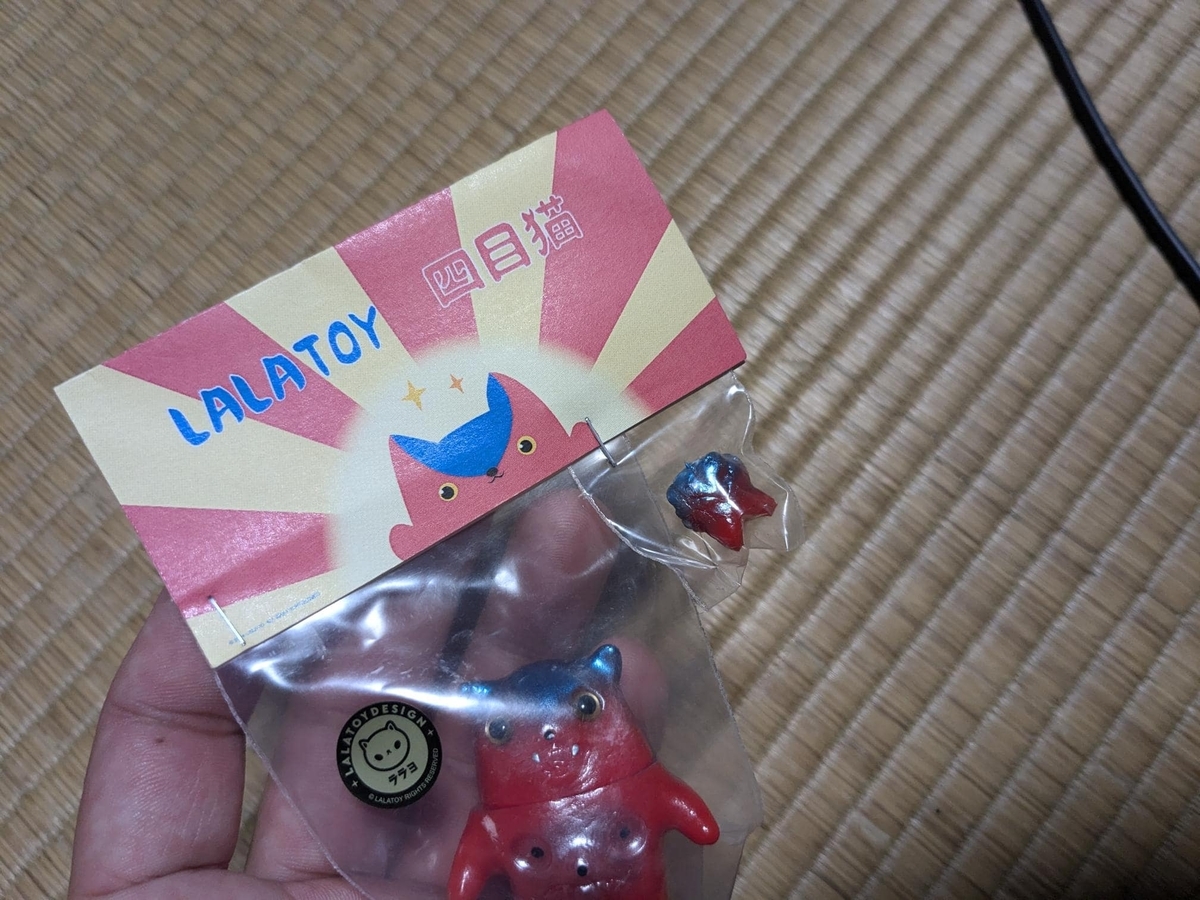 四目猫
LALATOY
LALATOYDESIGN
ララヨ
© LALATOY RIGHTS RESERVED